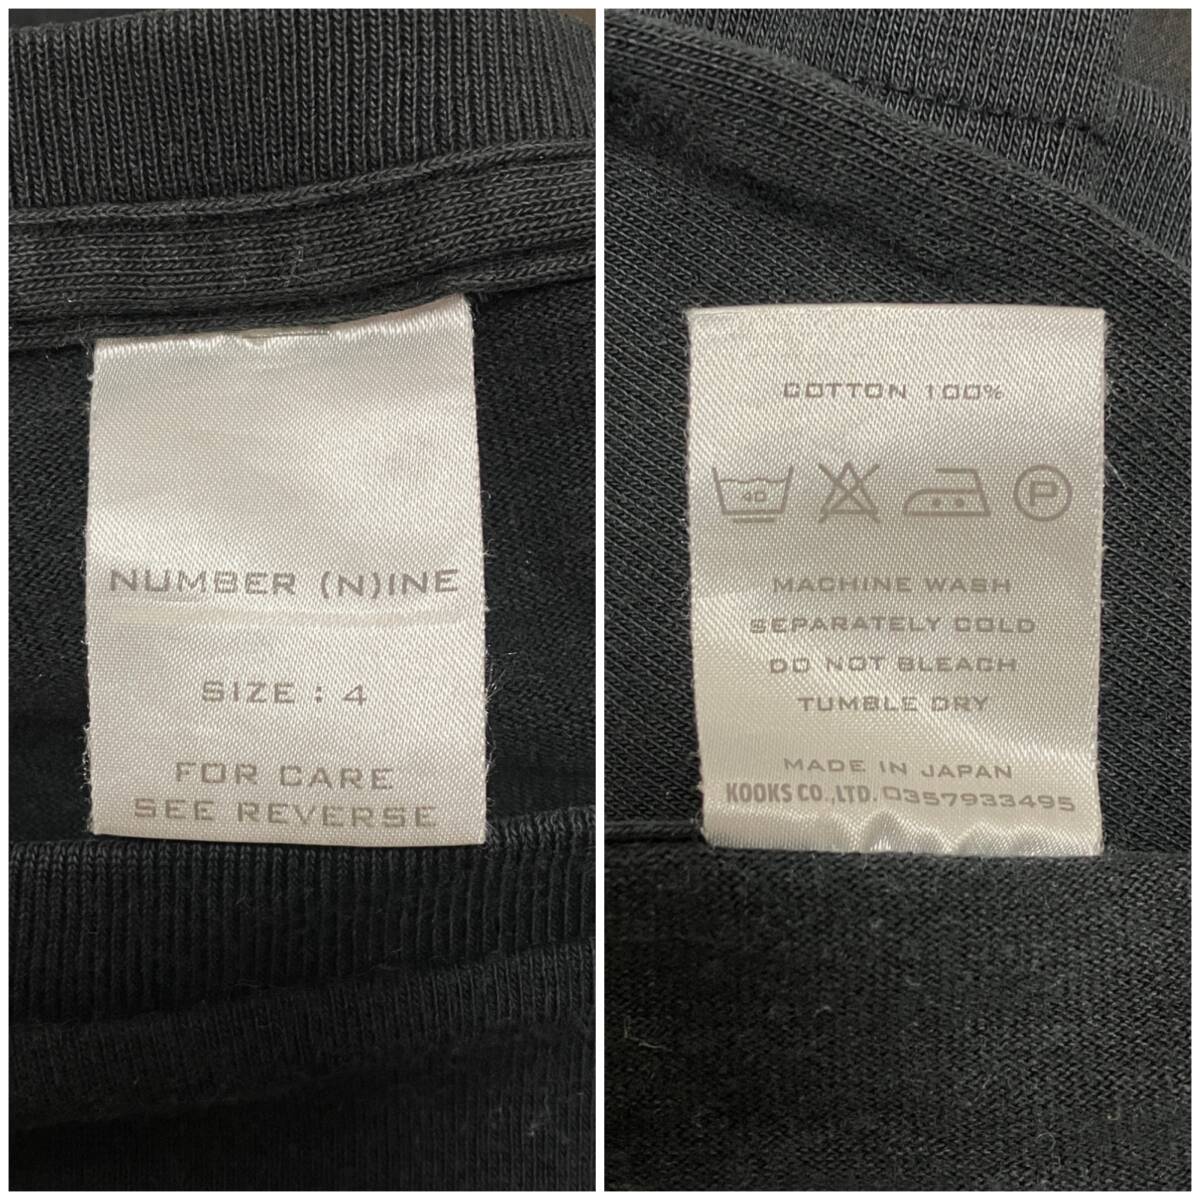 NUMBER (N)INE
SIZE : 4
FOR CARE
SEE REVERSE
COTTON 100%
40
P
MACHINE WASH
SEPARATELY COLD
DO NOT BLEACH
TUMBLE DRY
MADE IN JAPAN
KOOKS CO.,LTD. 0357933495